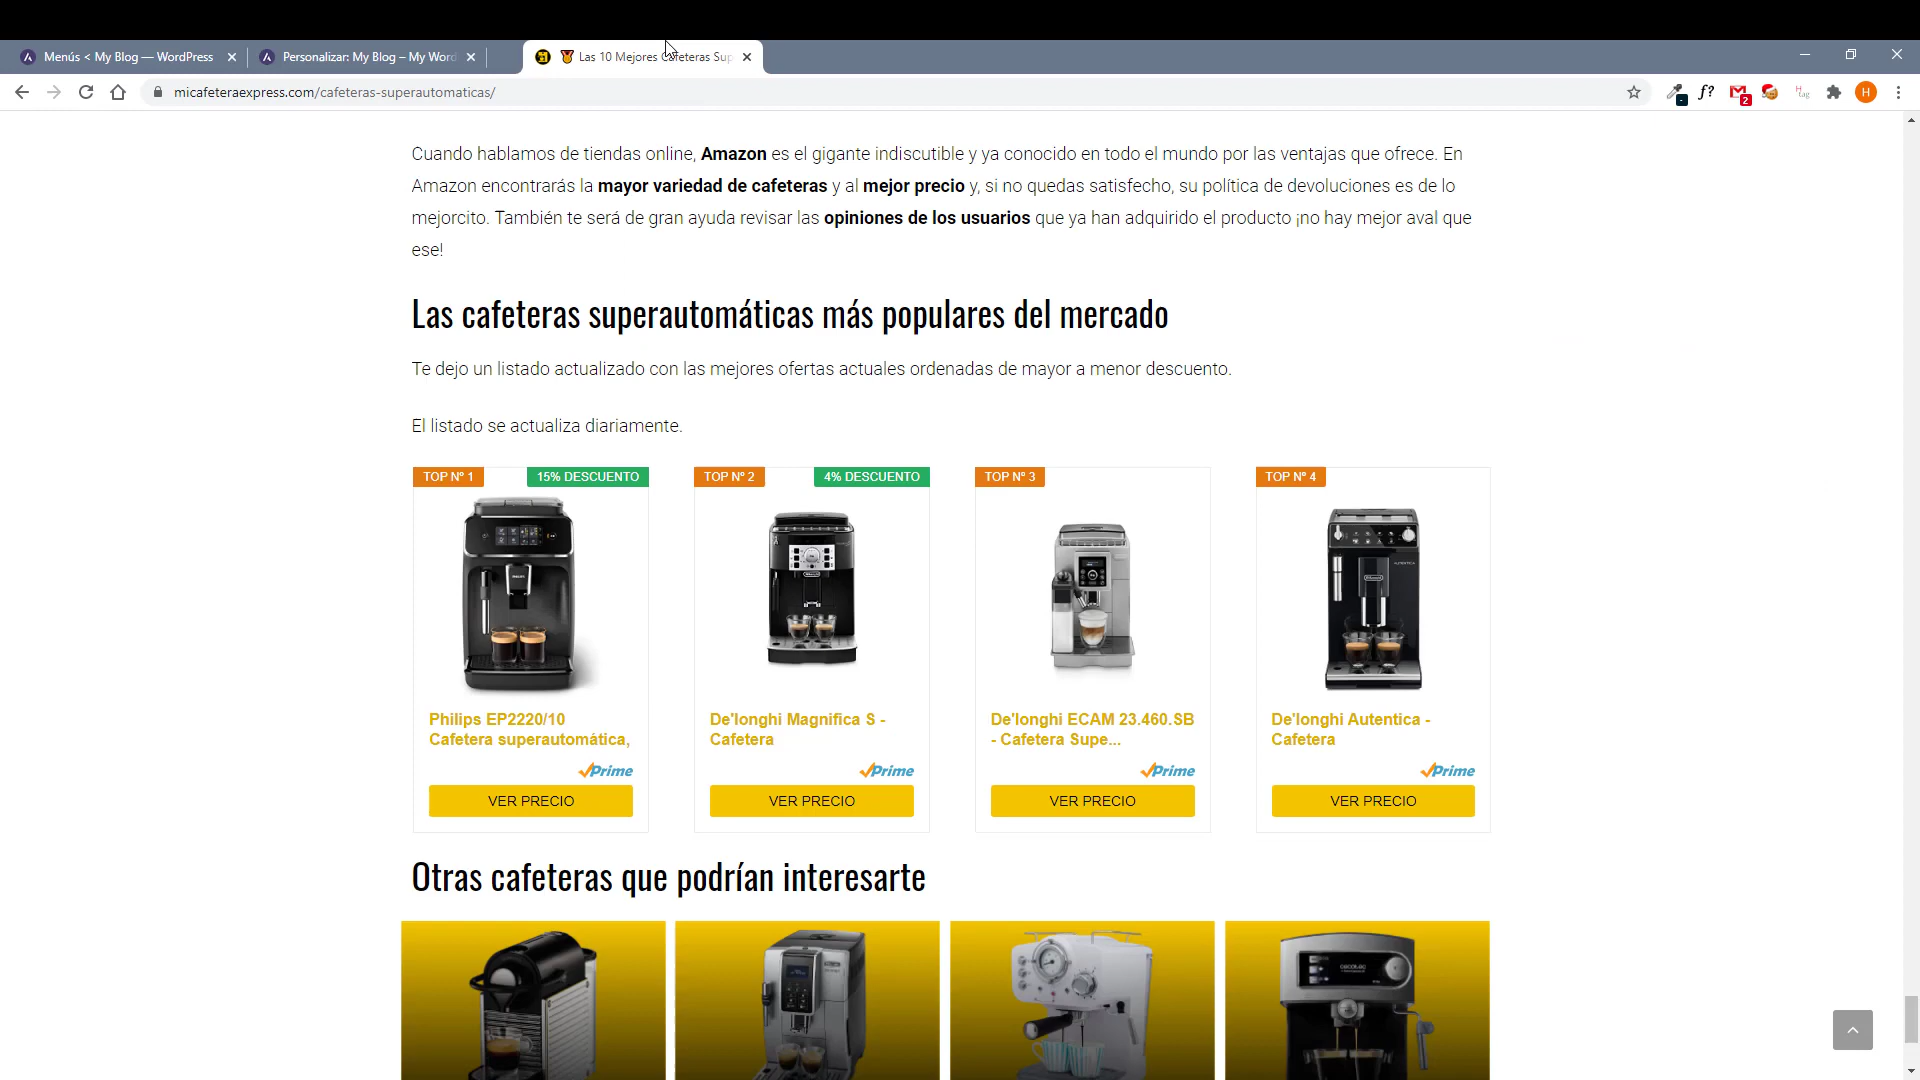 Menús < My Blog — WordPress
Personalizar: My Blog – My Word
Las 10 Mejores Cafeteras Sup
micafeteraexpress.com/cafeteras-superautomaticas/
f?
2
H
tag
H
Cuando hablamos de tiendas online, Amazon es el gigante indiscutible y ya conocido en todo el mundo por las ventajas que ofrece. En
Amazon encontrarás la mayor variedad de cafeteras y al mejor precio y, si no quedas satisfecho, su política de devoluciones es de lo
mejorcito. También te será de gran ayuda revisar las opiniones de los usuarios que ya han adquirido el producto ¡no hay mejor aval que
ese!
Las cafeteras superautomáticas más populares del mercado
Te dejo un listado actualizado con las mejores ofertas actuales ordenadas de mayor a menor descuento.
El listado se actualiza diariamente.
TOP Nº 1
15% DESCUENTO
TOP Nº 2
4% DESCUENTO
TOP Nº 3
TOP Nº 4
Philips EP2220/10
Cafetera superautomática,
Prime
VER PRECIO
De'longhi Magnifica S -
Cafetera
Prime
VER PRECIO
De'longhi ECAM 23.460.SB
- Cafetera Supe...
Prime
VER PRECIO
De'longhi Autentica -
Cafetera
Prime
VER PRECIO
Otras cafeteras que podrían interesarte
cecotec